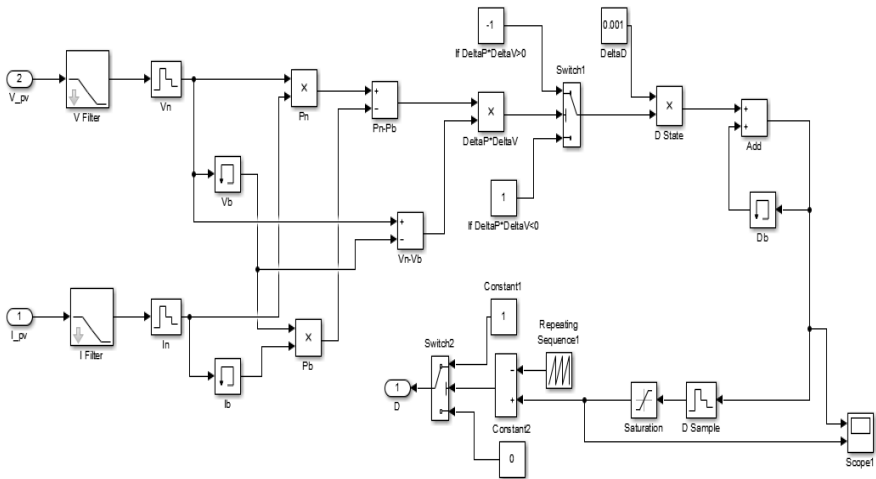 -1
0.001
If DeltaP*DeltaV>0
DeltaD
2
V_pv
V Filter
Vn
X
Pn
+
−
Pn-Pb
X
DeltaP*DeltaV
Switch1
X
D State
+
+
Add
Vb
1
If DeltaP*DeltaV<0
Db
+
−
Vn-Vb
1
I_pv
I Filter
In
X
Pb
Ib
Constant1
1
Repeating
Sequence1
Switch2
1
D
−
+
Constant2
0
Saturation
D Sample
Scope1